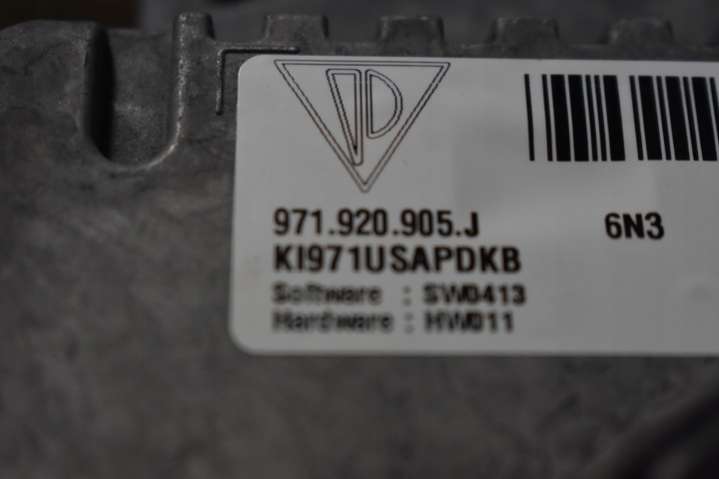 971.920.905.J 6N3
KI971USAPDKB
Software : SW0413
Hardware : HW011